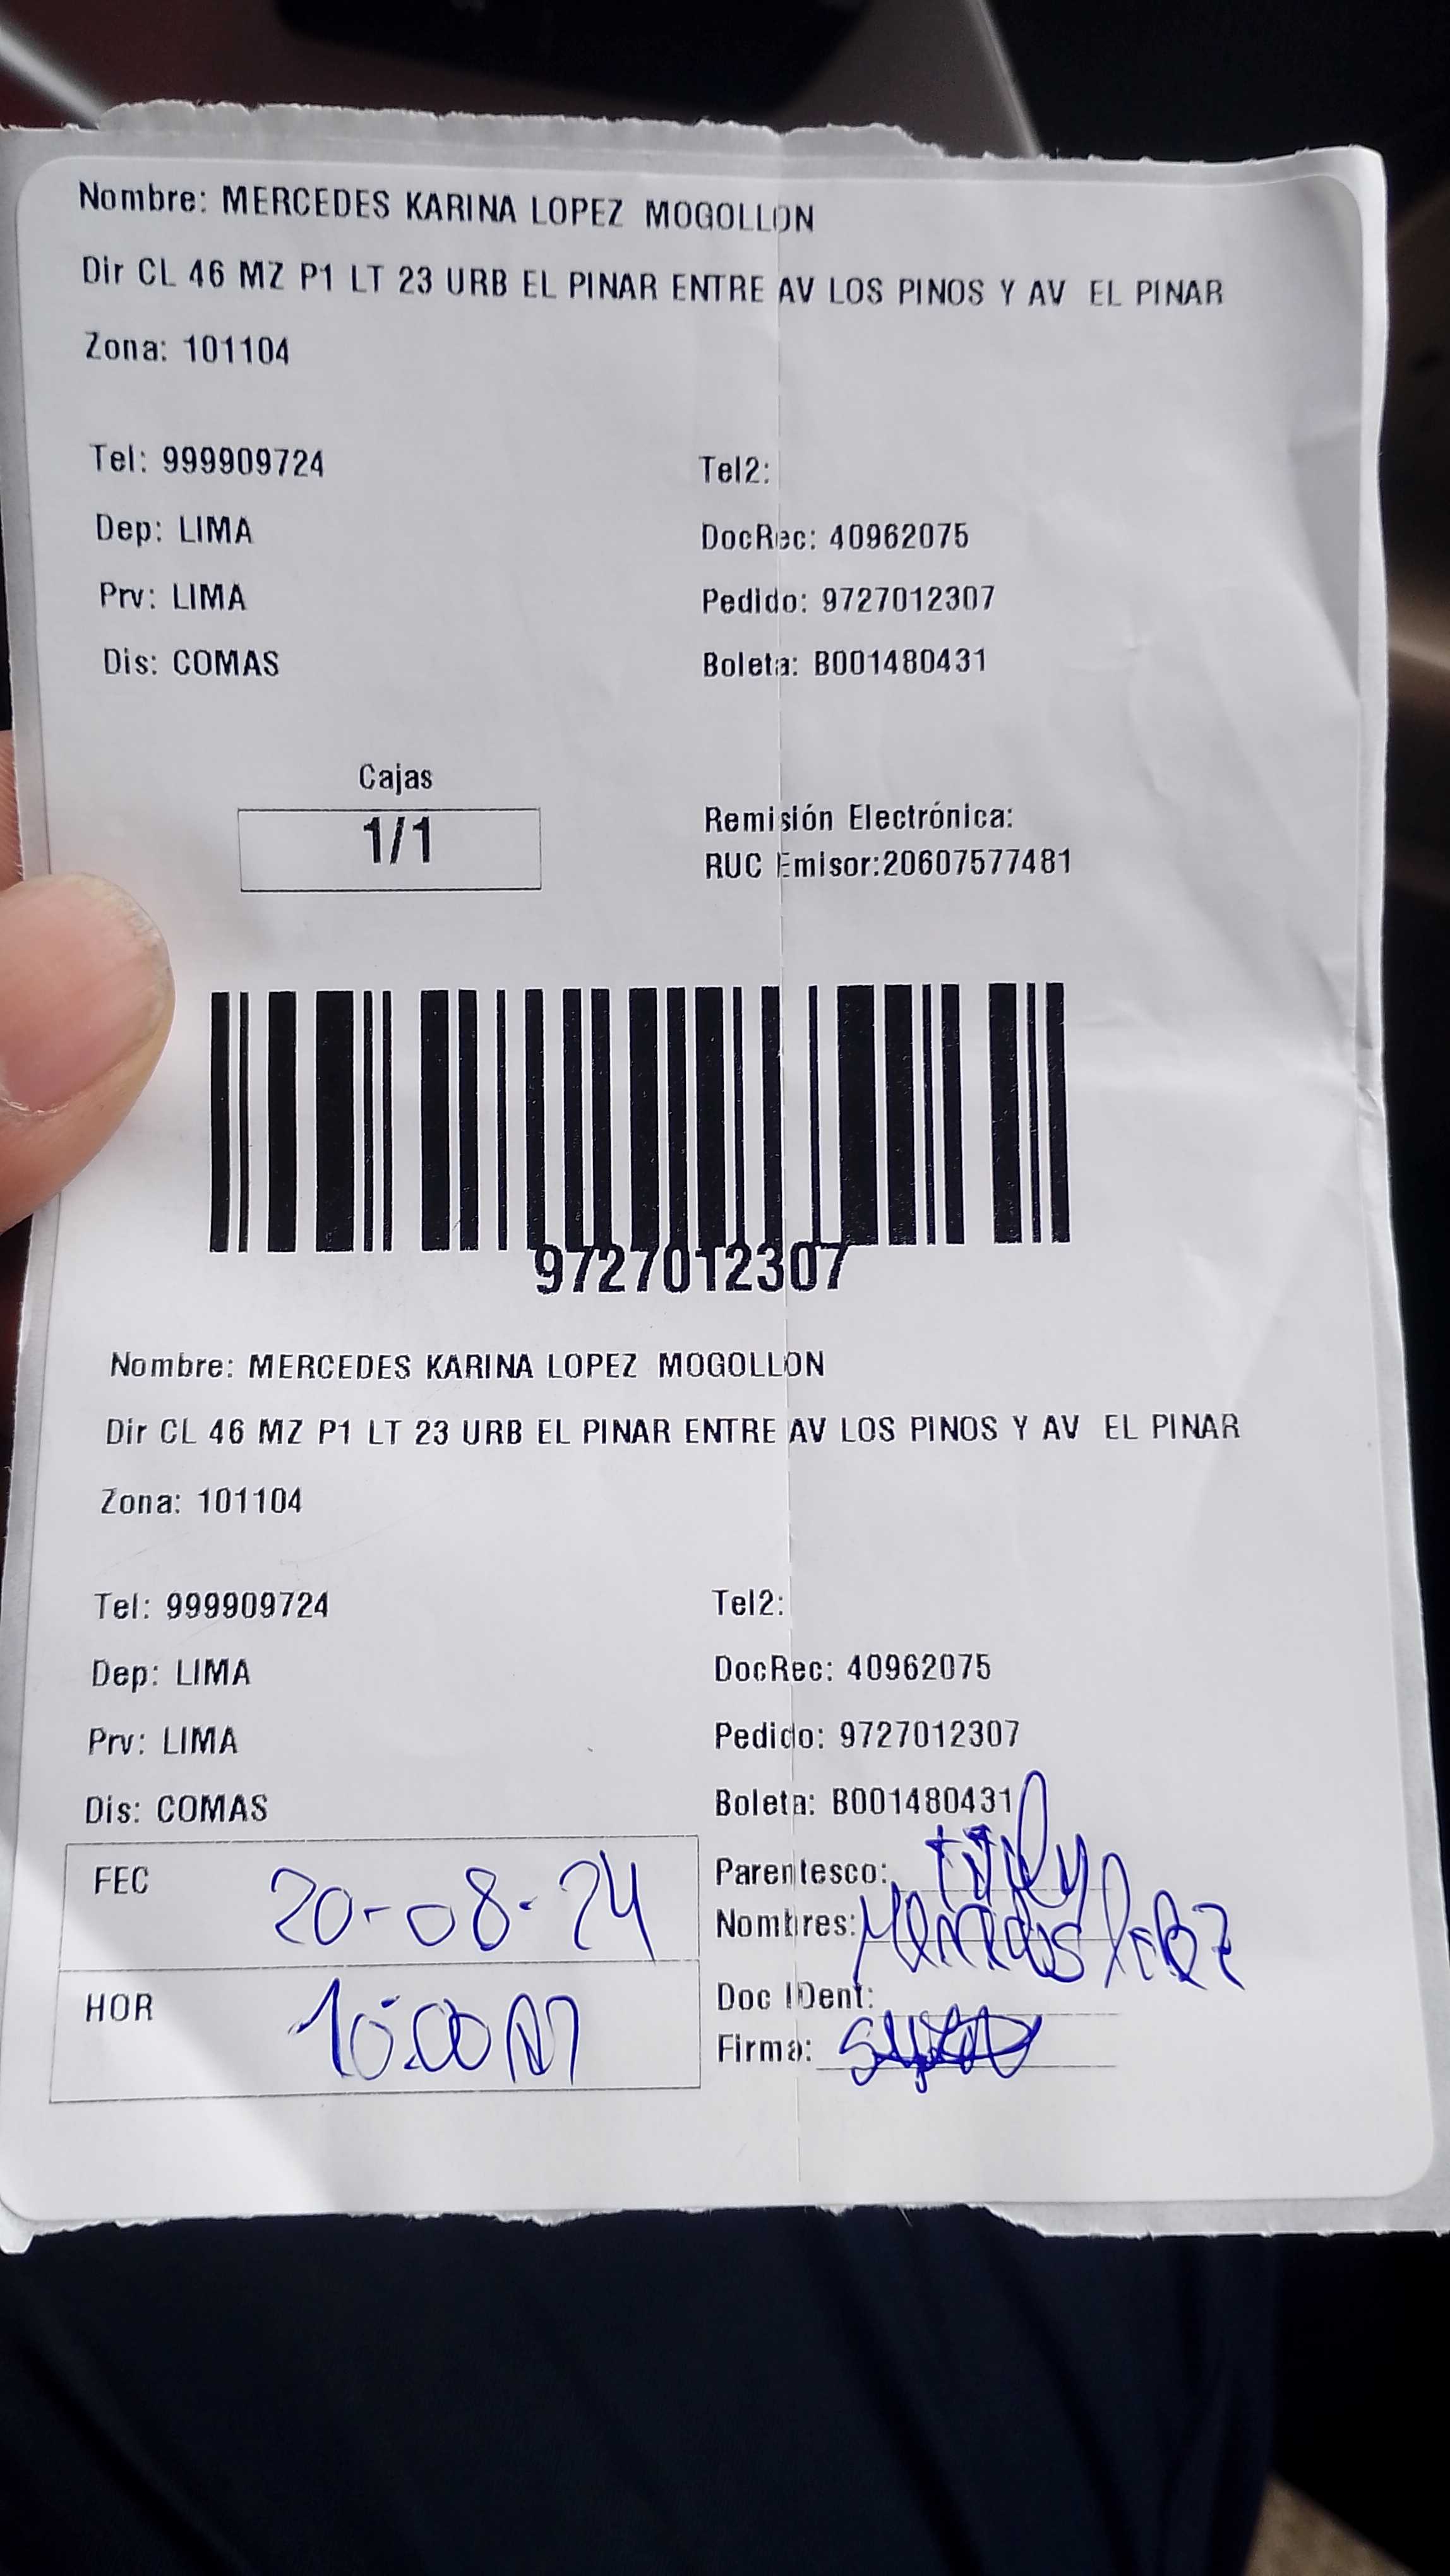 Nombre: MERCEDES KARINA LOPEZ MOGOLLON
Dir CL 46 MZ P1 LT 23 URB EL PINAR ENTRE AV LOS PINOS Y AV EL PINAR
Zona: 101104
Tel: 999909724 Tel2:
Dep: LIMA DocRec: 40962075
Prv: LIMA Pedido: 9727012307
Dis: COMAS Boleta: B001480431
Cajas
1/1
Remisión Electrónica:
RUC Emisor:20607577481
9727012307
Nombre: MERCEDES KARINA LOPEZ MOGOLLON
Dir CL 46 MZ P1 LT 23 URB EL PINAR ENTRE AV LOS PINOS Y AV EL PINAR
Zona: 101104
Tel: 999909724 Tel2:
Dep: LIMA DocRec: 40962075
Prv: LIMA Pedido: 9727012307
Dis: COMAS Boleta: B001480431
FEC 20-08-24
HOR 10:00 AM
Parentesco:
Nombres: Mercedes López
Doc IDent:
Firma: